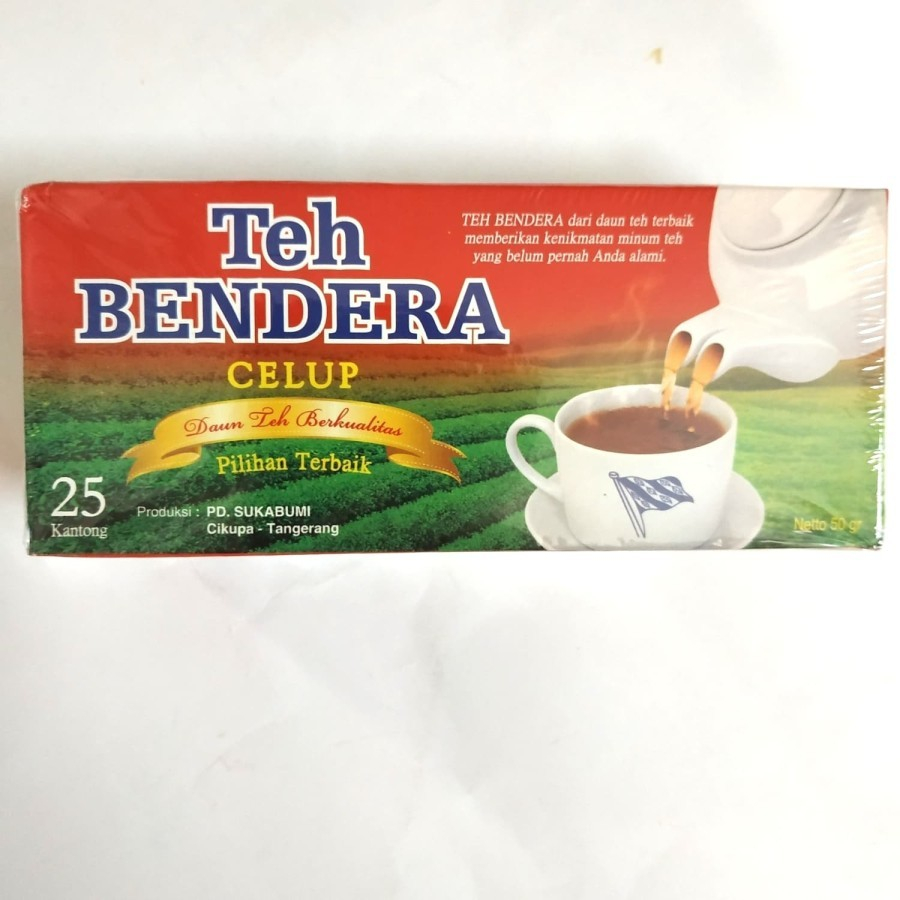 Teh
BENDERA
CELUP
Daun Teh Berkualitas
Pilihan Terbaik
TEH BENDERA dari daun teh terbaik
memberikan kenikmatan minum teh
yang belum pernah Anda alami.
25
Kantong
Produksi : PD. SUKABUMI
Cikupa - Tangerang
Netto 50 gr